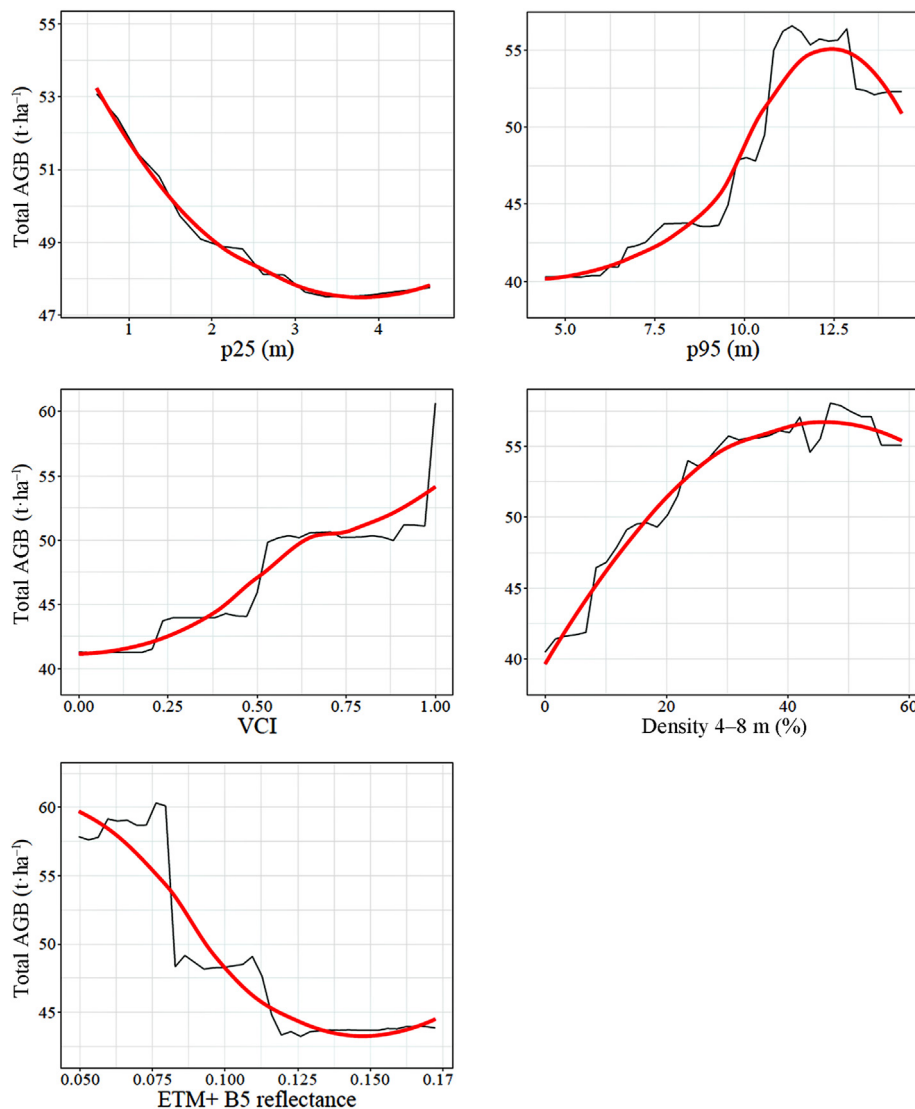 Total AGB (t·ha⁻¹)
55
53
51
49
47
1 2 3 4
p25 (m)
55
50
45
40
5.0 7.5 10.0 12.5
p95 (m)
Total AGB (t·ha⁻¹)
60
55
50
45
40
0.00 0.25 0.50 0.75 1.00
VCI
55
50
45
40
0 20 40 60
Density 4–8 m (%)
Total AGB (t·ha⁻¹)
60
55
50
45
0.050 0.075 0.100 0.125 0.150 0.17
ETM+ B5 reflectance